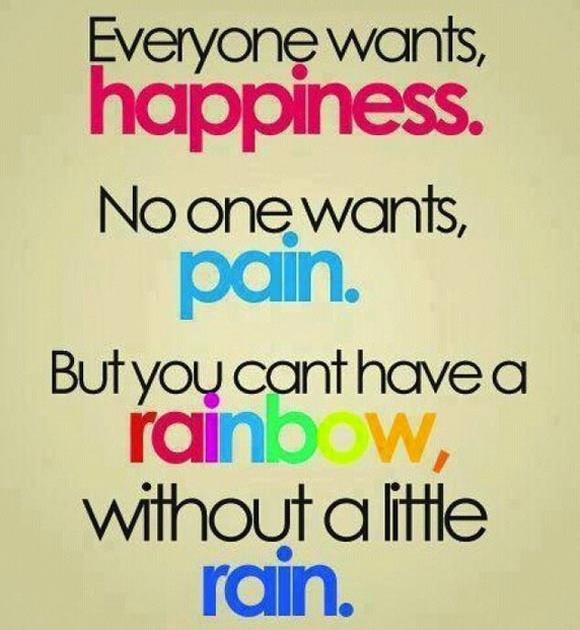 Everyone wants,
happiness.
No one wants,
pain.
But you cant have a
rainbow,
without a little
rain.